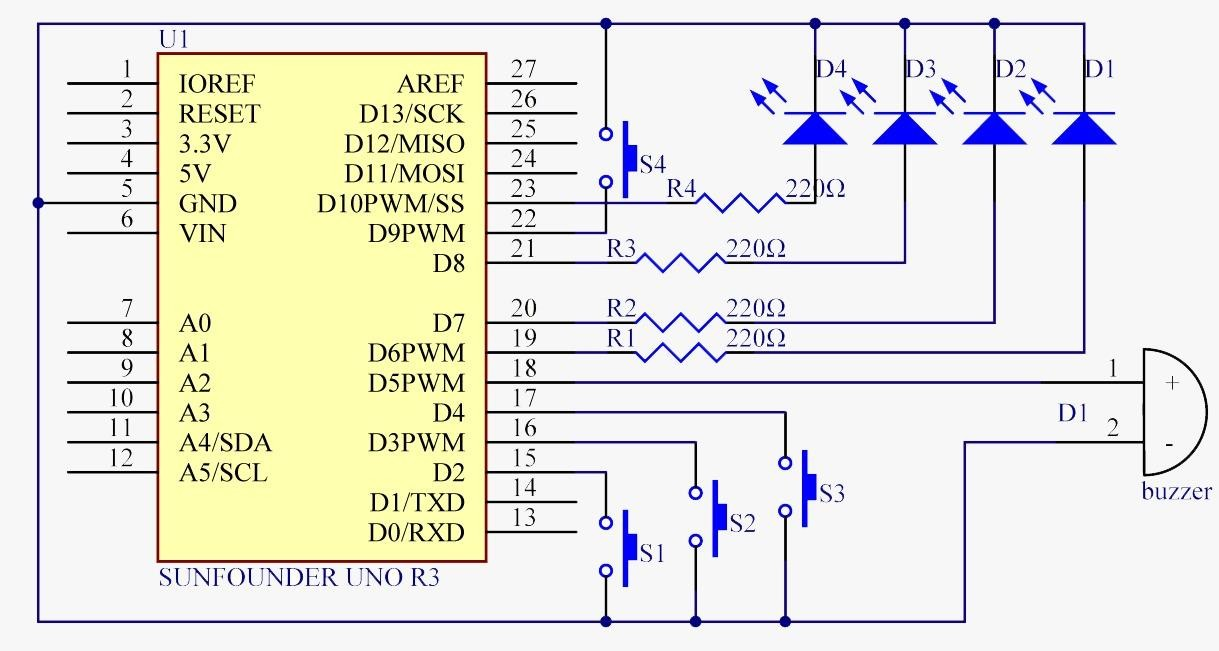 U1
1 IOREF AREF 27
2 RESET D13/SCK 26
3 3.3V D12/MISO 25
4 5V D11/MOSI 24
5 GND D10PWM/SS 23
6 VIN D9PWM 22
D8 21
7 A0 D7 20
8 A1 D6PWM 19
9 A2 D5PWM 18
10 A3 D4 17
11 A4/SDA D3PWM 16
12 A5/SCL D2 15
D1/TXD 14
D0/RXD 13
SUNFOUNDER UNO R3
D4 D3 D2 D1
S4
R4 220Ω
R3 220Ω
R2 220Ω
R1 220Ω
1 +
D1 2 -
buzzer
S3
S2
S1